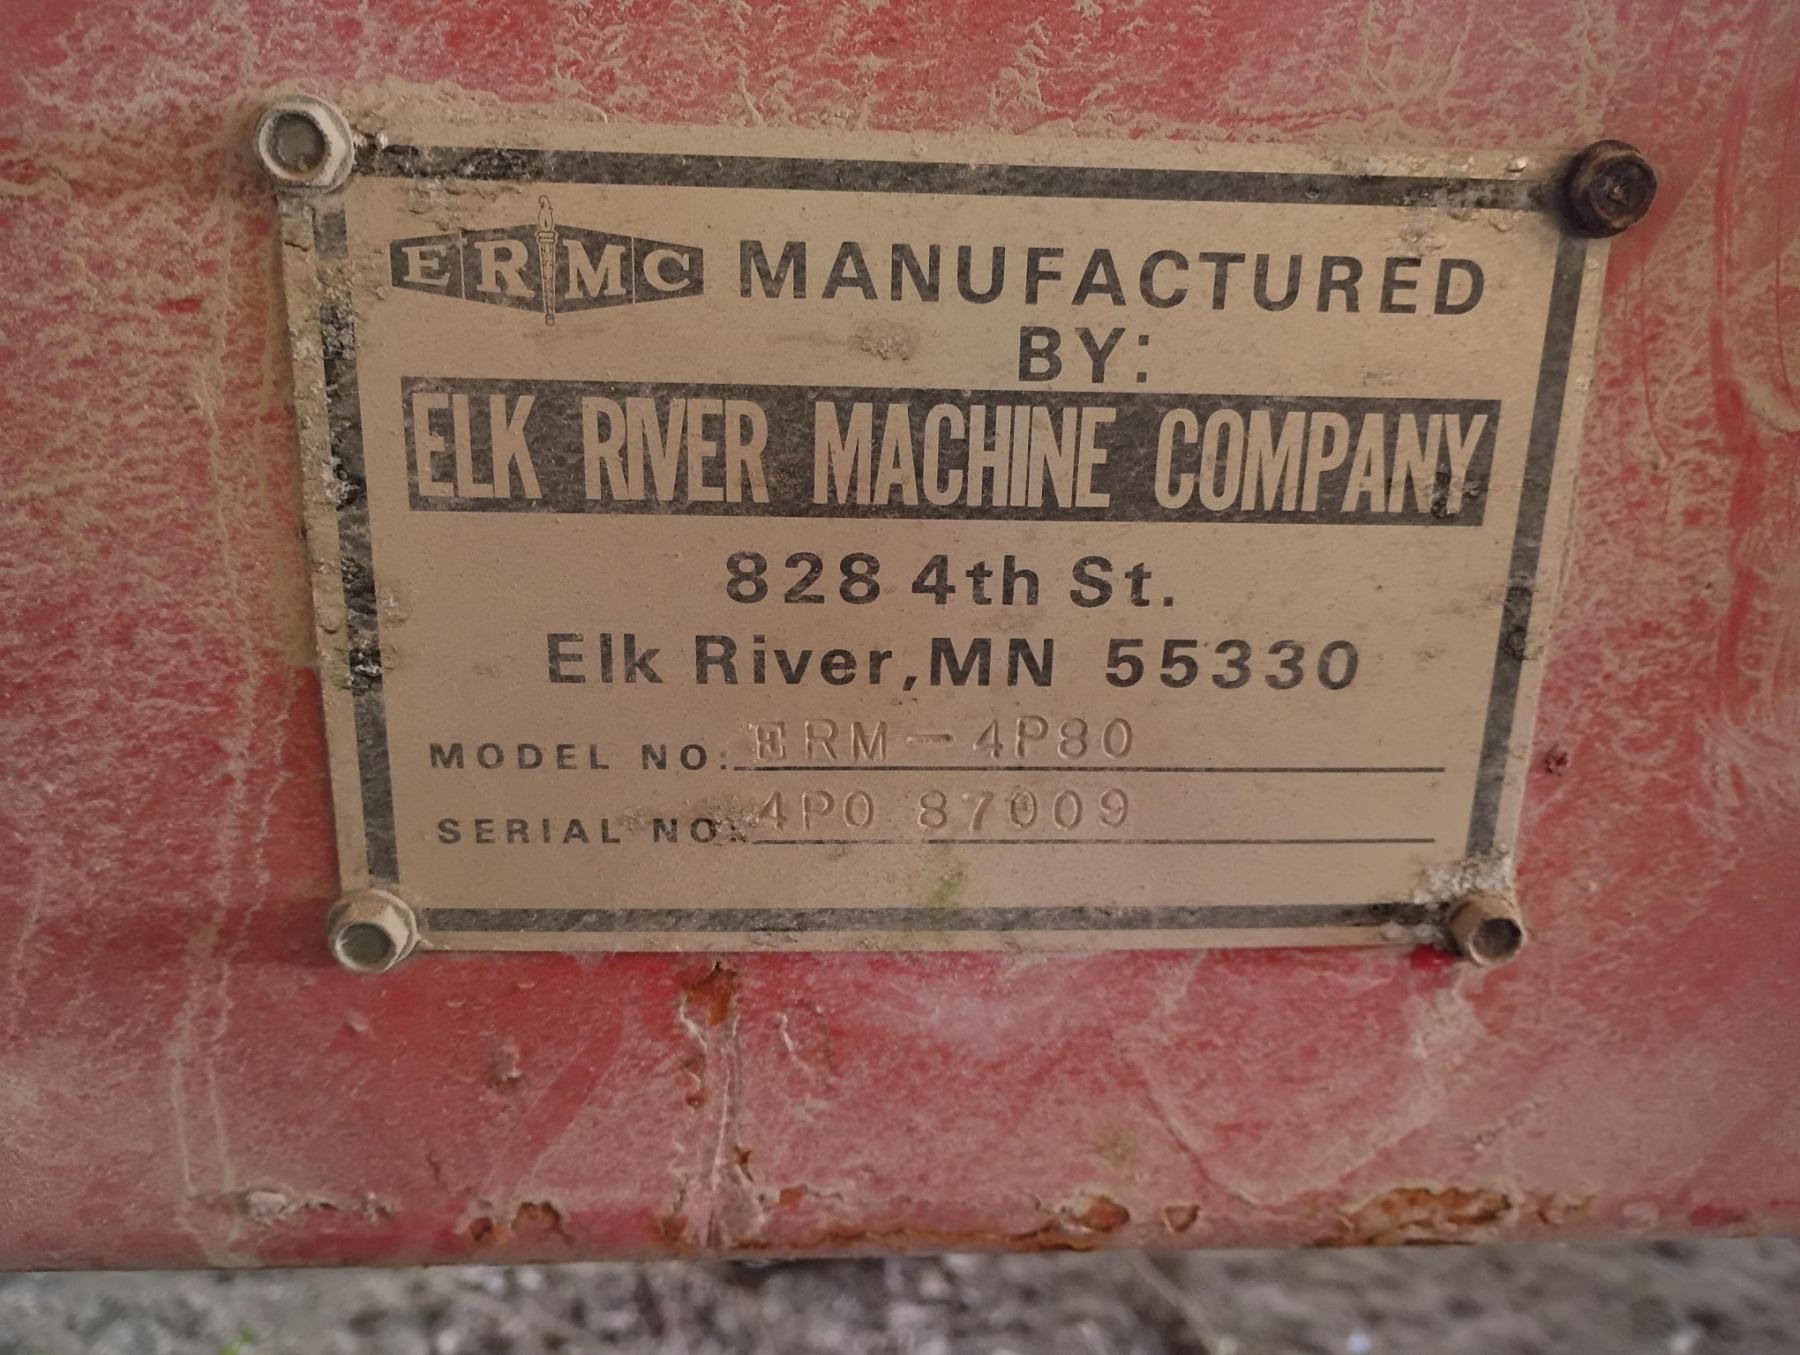 ERMC MANUFACTURED
BY:
ELK RIVER MACHINE COMPANY
828 4th St.
Elk River, MN 55330
MODEL NO: ERM-4P80
SERIAL NO: 4PO 87009